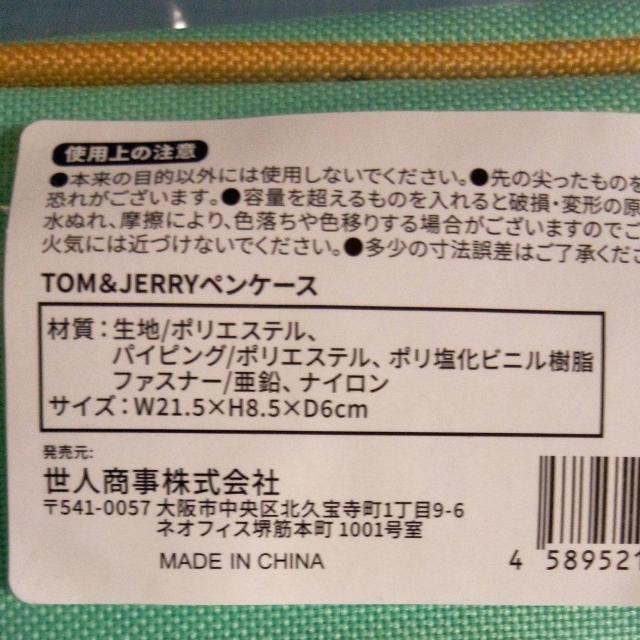 使用上の注意
●本来の目的以外には使用しないでください。●先の尖ったものを
恐れがございます。●容量を超えるものを入れると破損・変形の原
水ぬれ、摩擦により、色落ちや色移りする場合がございますのでご
火気には近づけないでください。●多少の寸法誤差はご了承くださ
TOM&JERRYペンケース
材質：生地/ポリエステル、
パイピング/ポリエステル、ポリ塩化ビニル樹脂
ファスナー/亜鉛、ナイロン
サイズ：W21.5×H8.5×D6cm
発売元:
世人商事株式会社
〒541-0057 大阪市中央区北久宝寺町1丁目9-6
ネオフィス堺筋本町 1001号室
MADE IN CHINA
4 589521